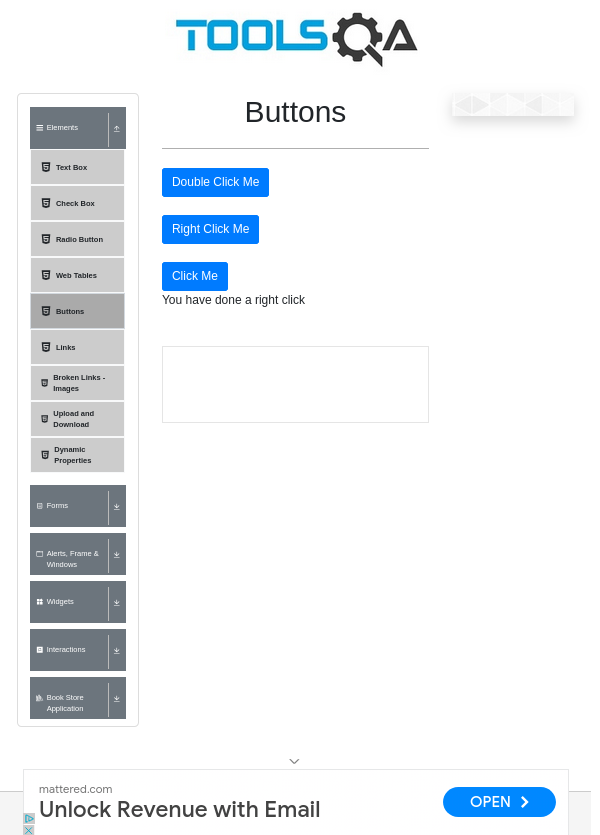 TOOLSQA
Elements
Text Box
Check Box
Radio Button
Web Tables
Buttons
Links
Broken Links -
Images
Upload and
Download
Dynamic
Properties
Forms
Alerts, Frame &
Windows
Widgets
Interactions
Book Store
Application
Buttons
Double Click Me
Right Click Me
Click Me
You have done a right click
mattered.com
Unlock Revenue with Email
OPEN